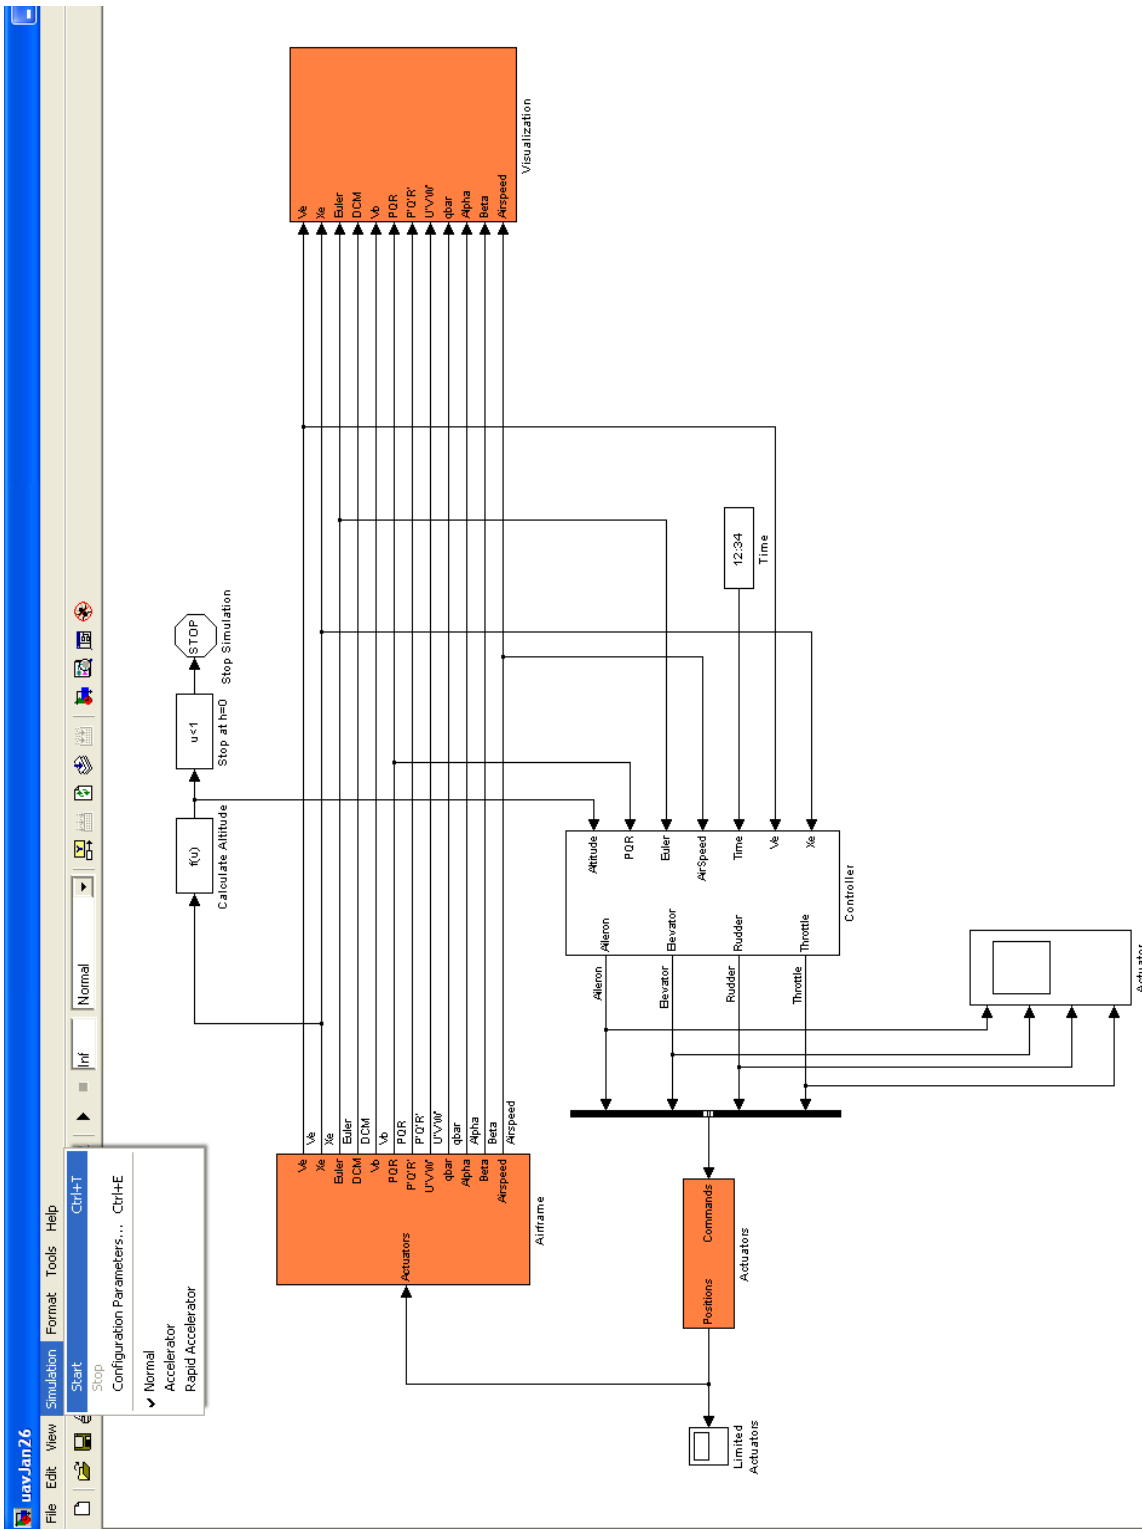 uavJan26
File Edit View Simulation Format Tools Help
Start Ctrl+T
Stop
Configuration Parameters... Ctrl+E
Normal
Accelerator
Rapid Accelerator
Inf
Normal
f(u)
Calculate Altitude
u<1
Stop at h=0
STOP
Stop Simulation
Actuators
Ve
Xe
Euler
DCM
Vb
PQR
P'Q'R'
U'V'W'
qbar
Alpha
Beta
Airspeed
Airframe
Ve
Xe
Euler
DCM
Vb
PQR
P'Q'R'
U'V'W'
qbar
Alpha
Beta
Airspeed
Ve
Xe
Euler
DCM
Vb
PQR
P'Q'R'
U'V'W'
qbar
Alpha
Beta
Airspeed
Visualization
12:34
Time
Altitude
PQR
Euler
AirSpeed
Time
Ve
Xe
Aileron
Elevator
Rudder
Throttle
Controller
Aileron
Elevator
Rudder
Throttle
Positions Commands
Actuators
Limited
Actuators
Actuator